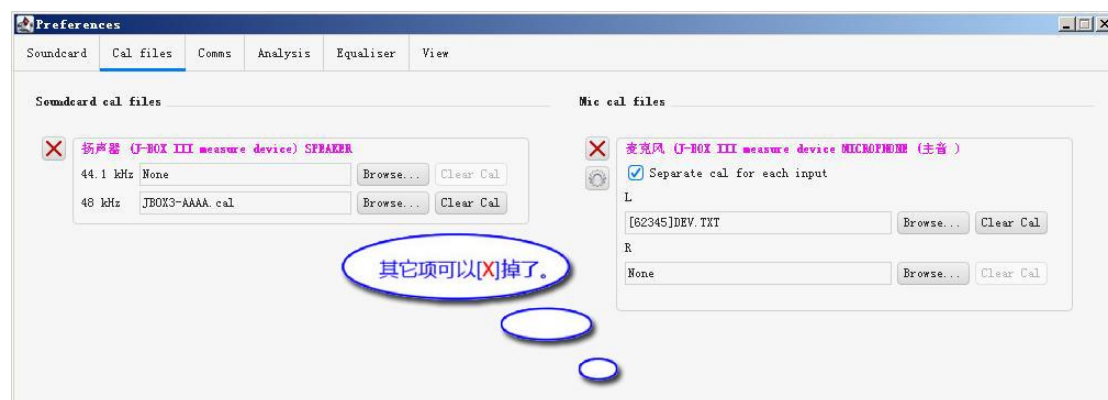 Preferences
Soundcard Cal files Comms Analysis Equaliser View
Soundcard cal files
扬声器 (J-BOX III measure device) SPEAKER
44.1 kHz None Browse... Clear Cal
48 kHz JBOX3-AAAA.cal Browse... Clear Cal
Mic cal files
麦克风 (J-BOX III measure device MICROPHONE (主音 )
Separate cal for each input
L
[62345]DEV.TXT Browse... Clear Cal
R
None Browse... Clear Cal
其它项可以[X]掉了。